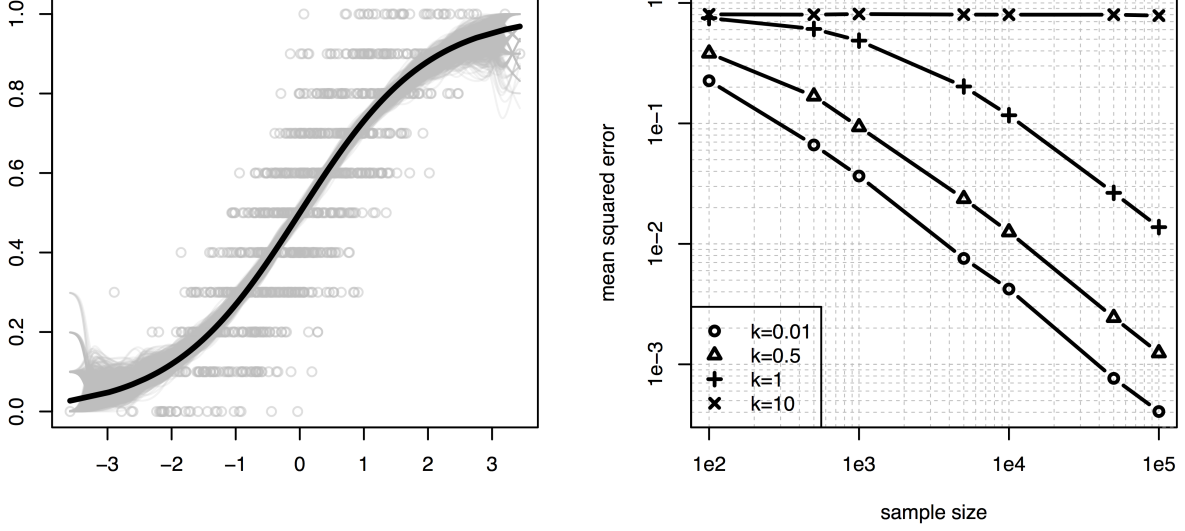 0.0 0.2 0.4 0.6 0.8 1.0
−3 −2 −1 0 1 2 3
mean squared error
1e−3 1e−2 1e−1
k=0.01
k=0.5
k=1
k=10
1e2 1e3 1e4 1e5
sample size